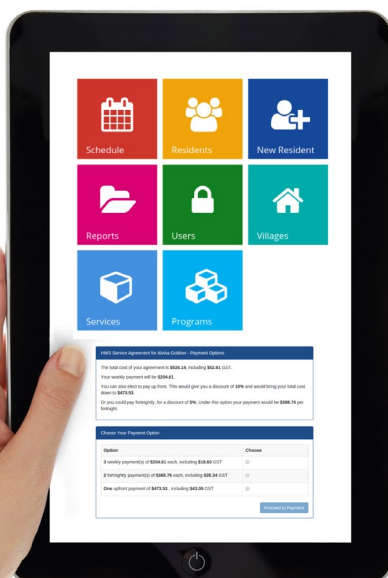 Schedule
Residents
New Resident
Reports
Users
Villages
Services
Programs
HMS Service Agreement for Alvina Goldner - Payment Options
The total cost of your agreement is $526.14, including $52.61 GST.
Your weekly payment will be $204.61.
You can also elect to pay up front. This would give you a discount of 10% and would bring your total cost
down to $473.53.
Or you could pay fortnightly, for a discount of 5%. Under this option your payment would be $388.76 per
fortnight.
Choose Your Payment Option
Option Choose
3 weekly payment(s) of $204.61 each, including $18.60 GST
2 fortnightly payment(s) of $388.76 each, including $35.34 GST
One upfront payment of $473.53 , including $43.05 GST
Proceed to Payment